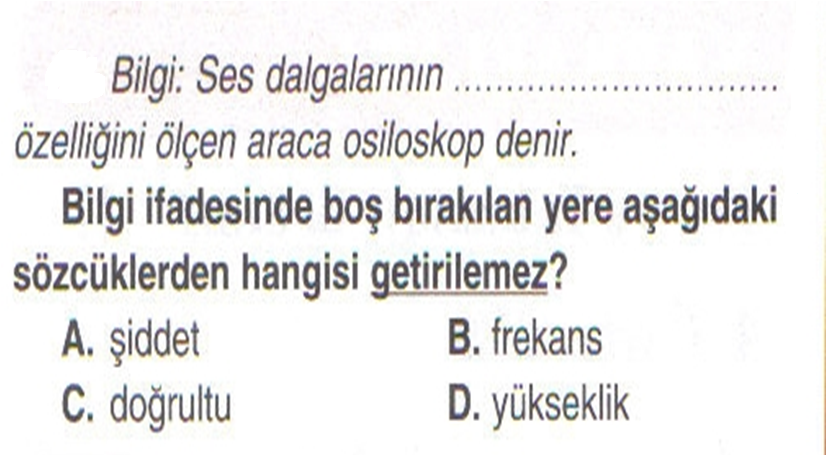 Bilgi: Ses dalgalarının ..............................
özelliğini ölçen araca osiloskop denir.
Bilgi ifadesinde boş bırakılan yere aşağıdaki
sözcüklerden hangisi getirilemez?
A. şiddet B. frekans
C. doğrultu D. yükseklik